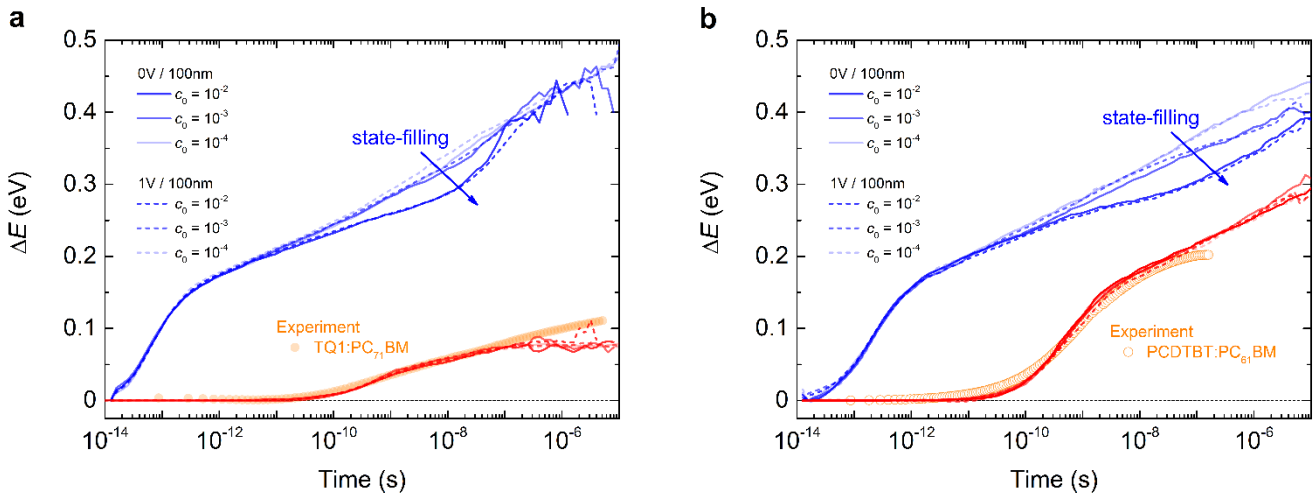 a
0.5
0.4
0.3
0.2
0.1
0
ΔE (eV)
0V / 100nm
c₀ = 10⁻²
c₀ = 10⁻³
c₀ = 10⁻⁴
1V / 100nm
c₀ = 10⁻²
c₀ = 10⁻³
c₀ = 10⁻⁴
state-filling
Experiment
TQ1:PC₇₁BM
10⁻¹⁴ 10⁻¹² 10⁻¹⁰ 10⁻⁸ 10⁻⁶
Time (s)
b
0.5
0.4
0.3
0.2
0.1
0
ΔE (eV)
0V / 100nm
c₀ = 10⁻²
c₀ = 10⁻³
c₀ = 10⁻⁴
1V / 100nm
c₀ = 10⁻²
c₀ = 10⁻³
c₀ = 10⁻⁴
state-filling
Experiment
PCDTBT:PC₆₁BM
10⁻¹⁴ 10⁻¹² 10⁻¹⁰ 10⁻⁸ 10⁻⁶
Time (s)